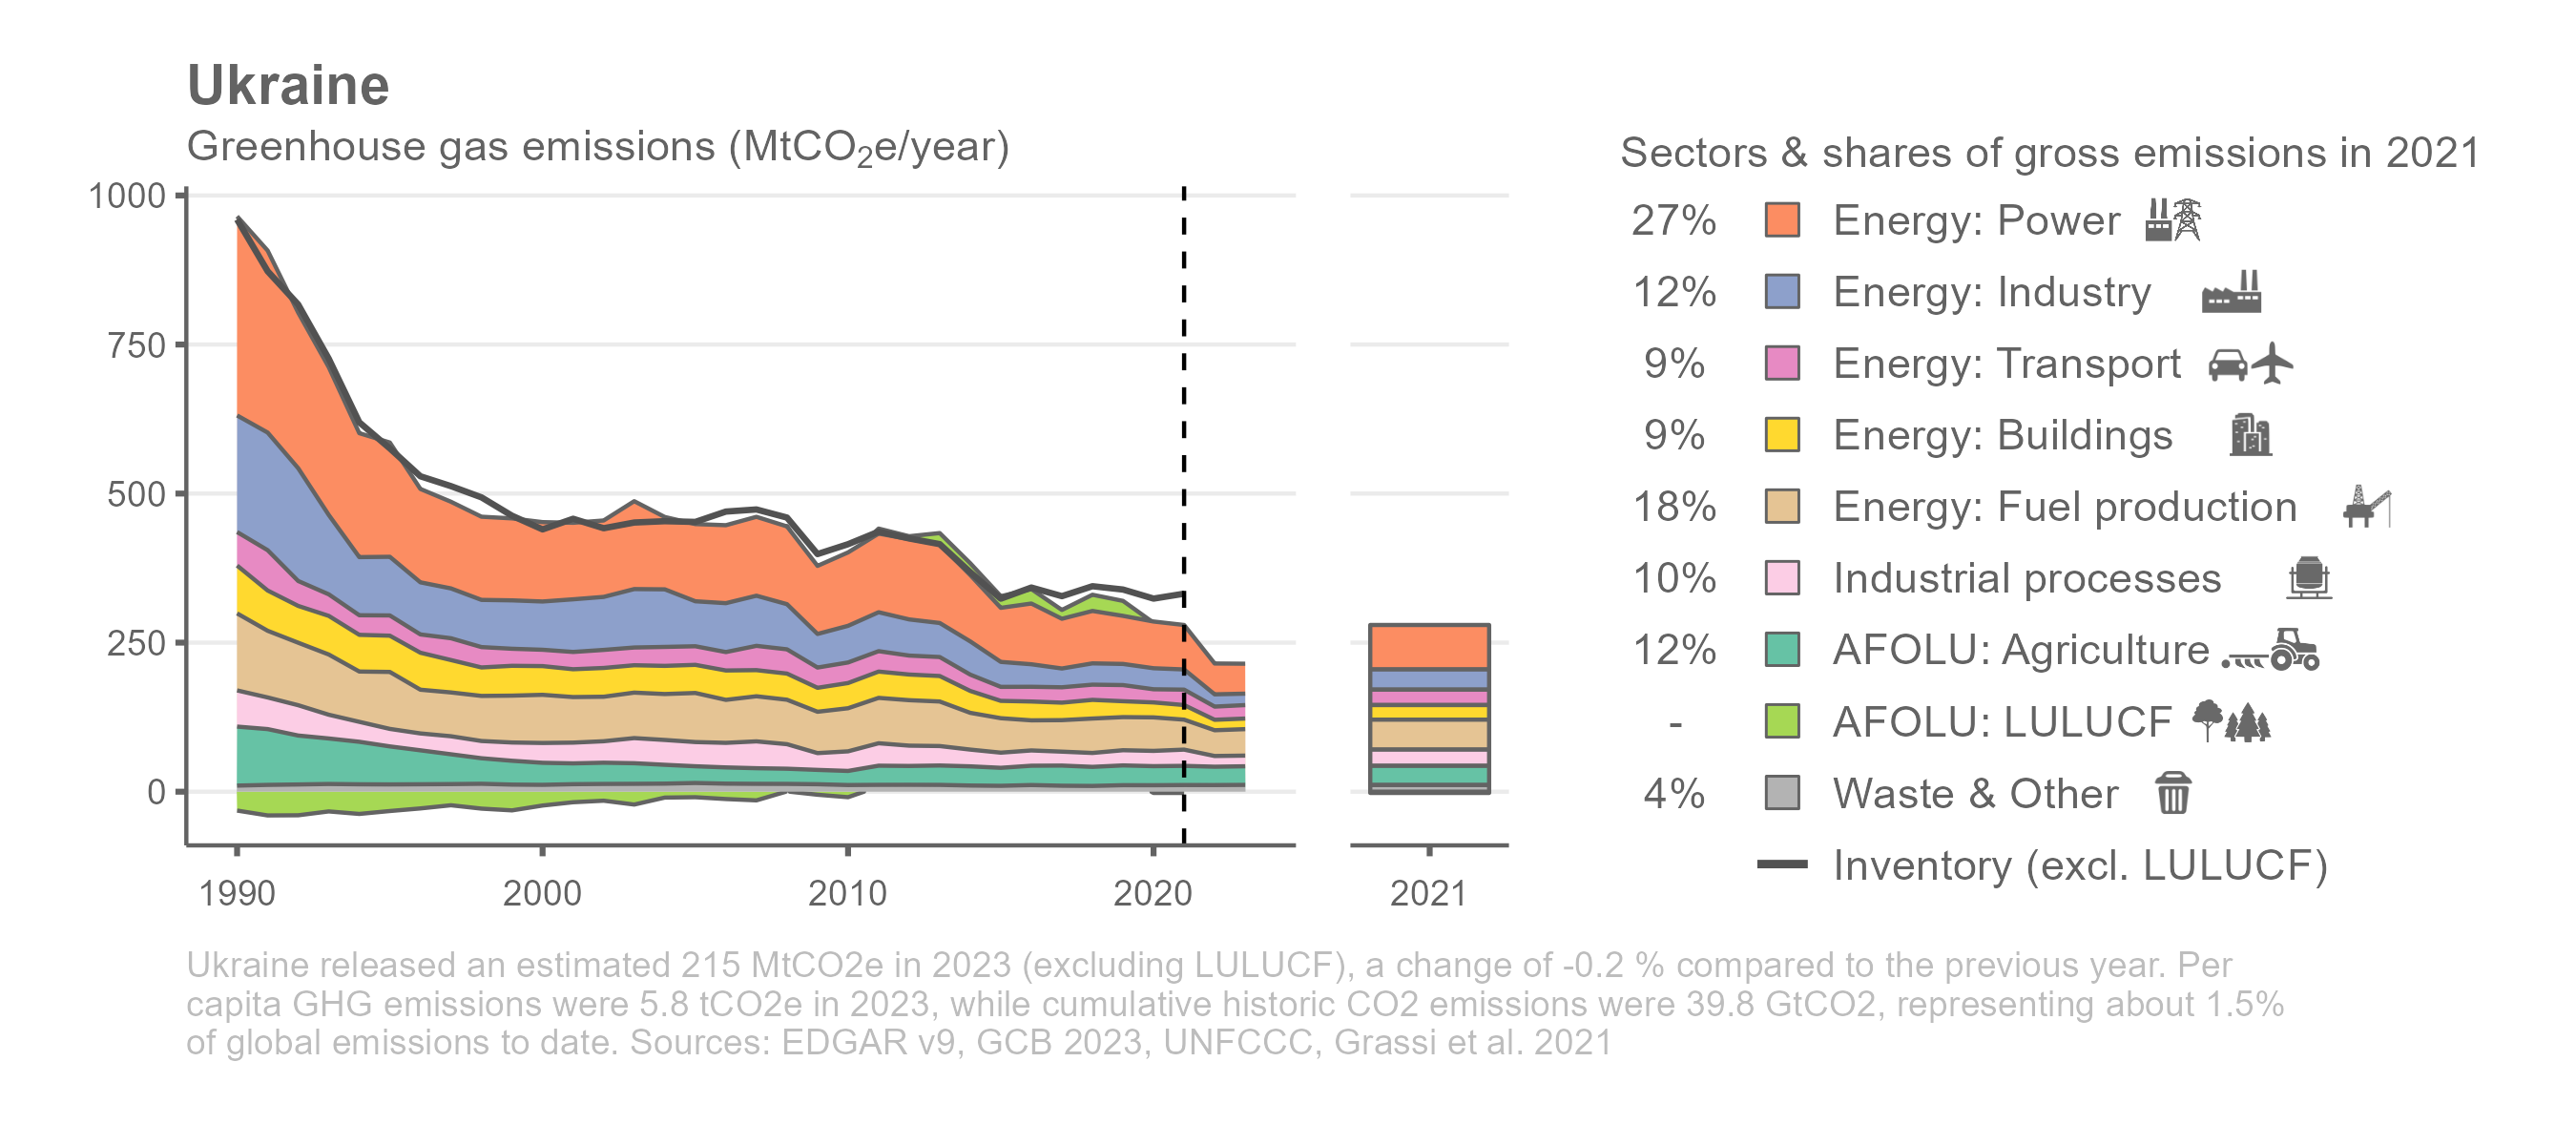 Ukraine
Greenhouse gas emissions (MtCO₂e/year)
1000
750
500
250
0
1990
2000
2010
2020
2021
Sectors & shares of gross emissions in 2021
27% Energy: Power
12% Energy: Industry
9% Energy: Transport
9% Energy: Buildings
18% Energy: Fuel production
10% Industrial processes
12% AFOLU: Agriculture
- AFOLU: LULUCF
4% Waste & Other
Inventory (excl. LULUCF)
Ukraine released an estimated 215 MtCO2e in 2023 (excluding LULUCF), a change of -0.2 % compared to the previous year. Per
capita GHG emissions were 5.8 tCO2e in 2023, while cumulative historic CO2 emissions were 39.8 GtCO2, representing about 1.5%
of global emissions to date. Sources: EDGAR v9, GCB 2023, UNFCCC, Grassi et al. 2021